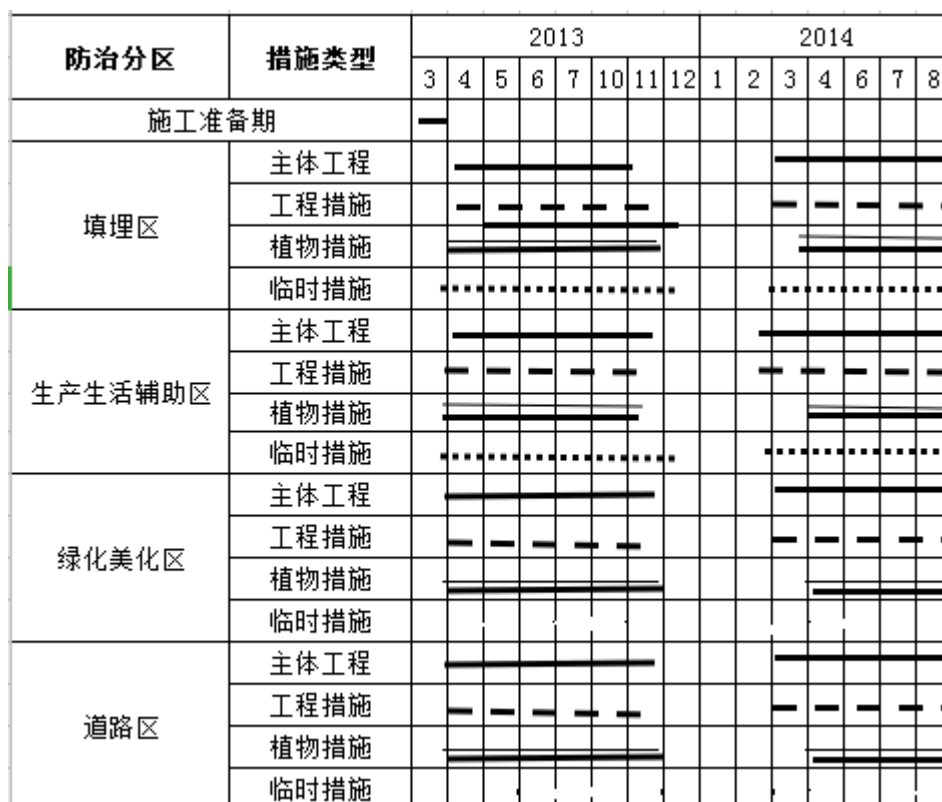 防治分区 措施类型 2013 2014
3 4 5 6 7 10 11 12 1 2 3 4 6 7 8
施工准备期
填埋区
主体工程
工程措施
植物措施
临时措施
生产生活辅助区
主体工程
工程措施
植物措施
临时措施
绿化美化区
主体工程
工程措施
植物措施
临时措施
道路区
主体工程
工程措施
植物措施
临时措施